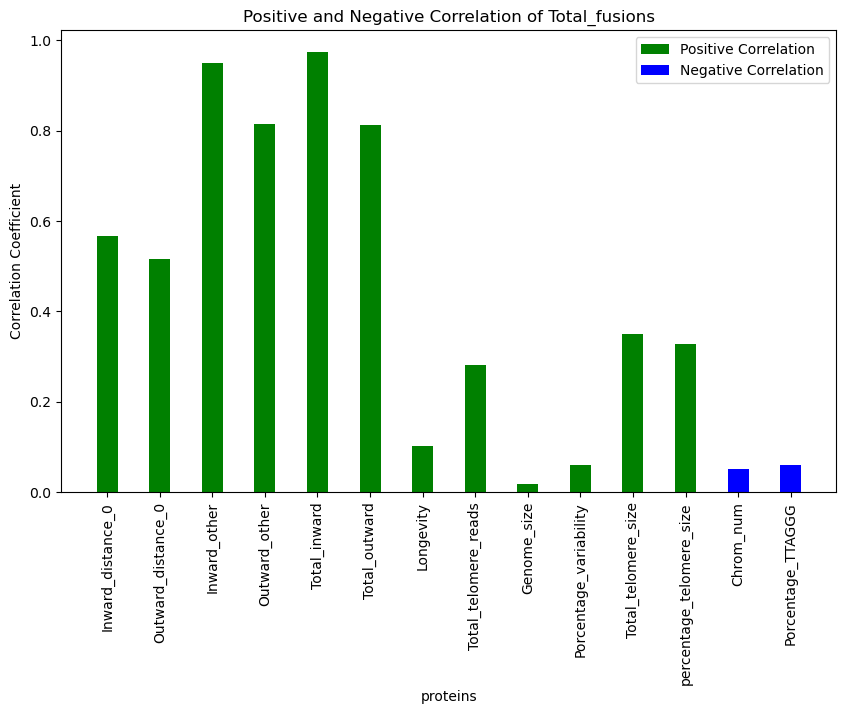 Positive and Negative Correlation of Total_fusions
Positive Correlation
Negative Correlation
Correlation Coefficient
1.0
0.8
0.6
0.4
0.2
0.0
Inward_distance_0
Outward_distance_0
Inward_other
Outward_other
Total_inward
Total_outward
Longevity
Total_telomere_reads
Genome_size
Porcentage_variability
Total_telomere_size
percentage_telomere_size
Chrom_num
Porcentage_TTAGGG
proteins